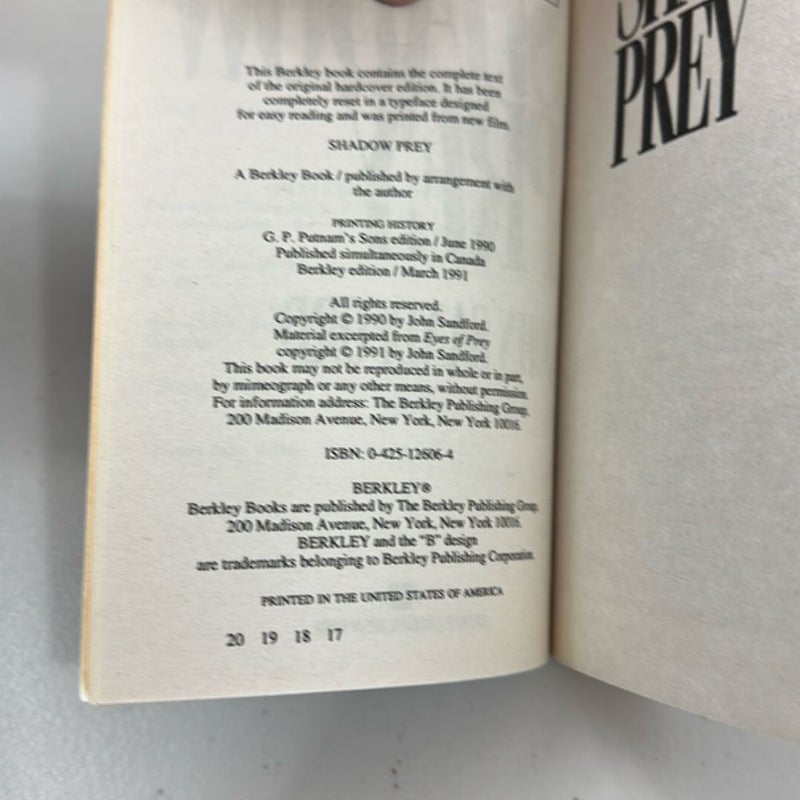 This Berkley book contains the complete text
of the original hardcover edition. It has been
completely reset in a typeface designed
for easy reading and was printed from new film.
SHADOW PREY
A Berkley Book / published by arrangement with
the author
PRINTING HISTORY
G. P. Putnam's Sons edition / June 1990
Published simultaneously in Canada
Berkley edition / March 1991
All rights reserved.
Copyright © 1990 by John Sandford.
Material excerpted from Eyes of Prey
copyright © 1991 by John Sandford.
This book may not be reproduced in whole or in part,
by mimeograph or any other means, without permission.
For information address: The Berkley Publishing Group,
200 Madison Avenue, New York, New York 10016.
ISBN: 0-425-12606-4
BERKLEY®
Berkley Books are published by The Berkley Publishing Group,
200 Madison Avenue, New York, New York 10016.
BERKLEY and the "B" design
are trademarks belonging to Berkley Publishing Corporation.
PRINTED IN THE UNITED STATES OF AMERICA
20 19 18 17
PREY